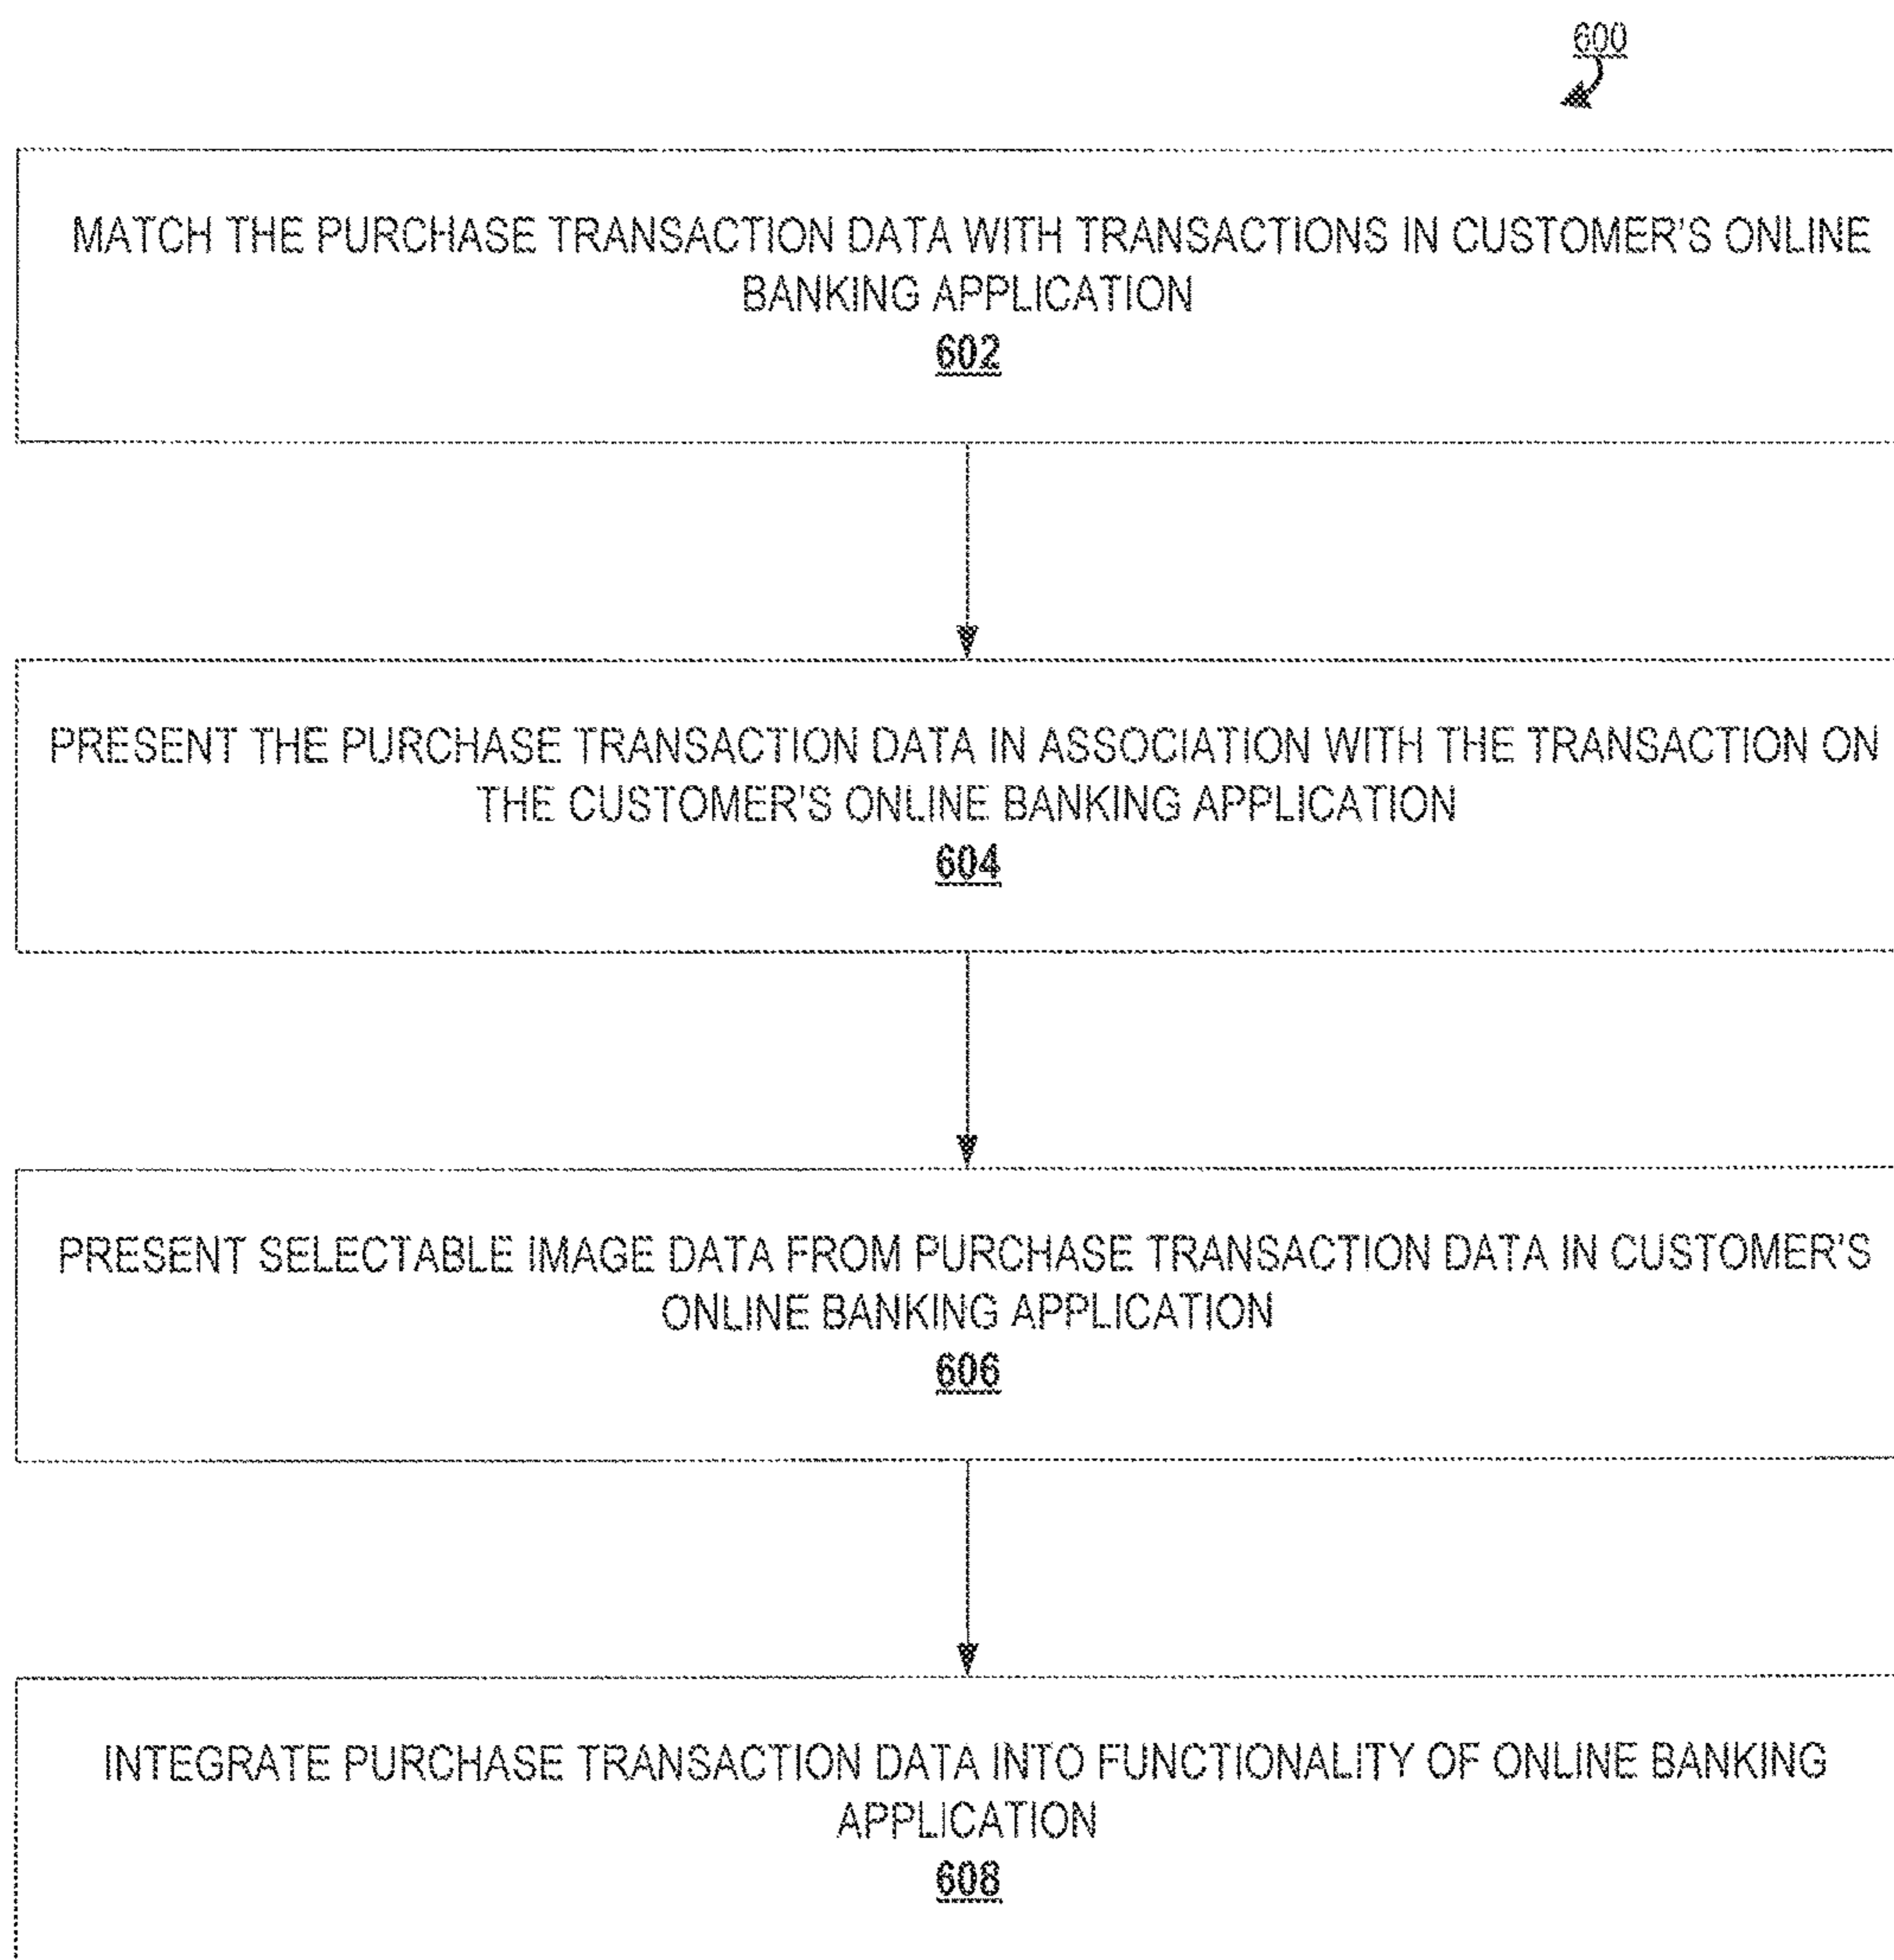 600
MATCH THE PURCHASE TRANSACTION DATA WITH TRANSACTIONS IN CUSTOMER'S ONLINE
BANKING APPLICATION
602
PRESENT THE PURCHASE TRANSACTION DATA IN ASSOCIATION WITH THE TRANSACTION ON
THE CUSTOMER'S ONLINE BANKING APPLICATION
604
PRESENT SELECTABLE IMAGE DATA FROM PURCHASE TRANSACTION DATA IN CUSTOMER'S
ONLINE BANKING APPLICATION
606
INTEGRATE PURCHASE TRANSACTION DATA INTO FUNCTIONALITY OF ONLINE BANKING
APPLICATION
608